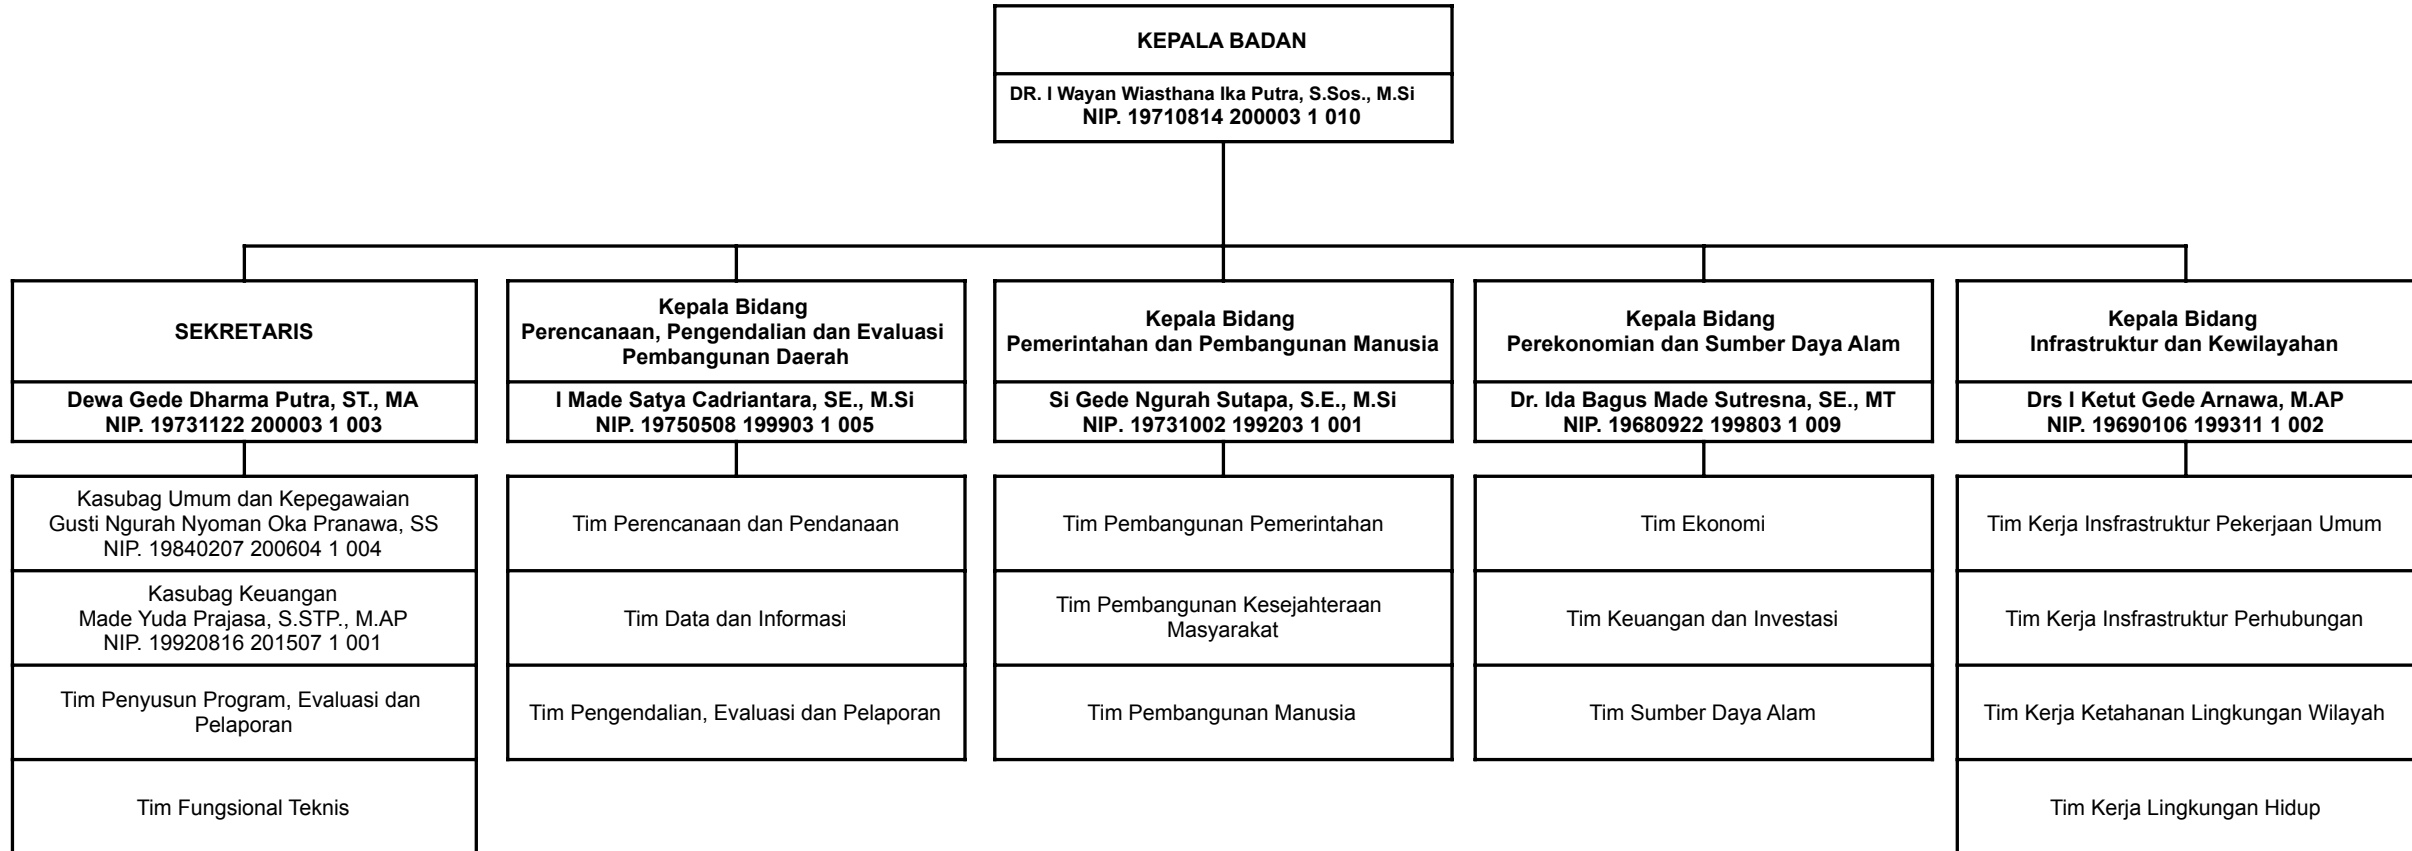 KEPALA BADAN
DR. I Wayan Wiasthana Ika Putra, S.Sos., M.Si
NIP. 19710814 200003 1 010
SEKRETARIS
Dewa Gede Dharma Putra, ST., MA
NIP. 19731122 200003 1 003
Kasubag Umum dan Kepegawaian
Gusti Ngurah Nyoman Oka Pranawa, SS
NIP. 19840207 200604 1 004
Kasubag Keuangan
Made Yuda Prajasa, S.STP., M.AP
NIP. 19920816 201507 1 001
Tim Penyusun Program, Evaluasi dan
Pelaporan
Tim Fungsional Teknis
Kepala Bidang
Perencanaan, Pengendalian dan Evaluasi
Pembangunan Daerah
I Made Satya Cadriantara, SE., M.Si
NIP. 19750508 199903 1 005
Tim Perencanaan dan Pendanaan
Tim Data dan Informasi
Tim Pengendalian, Evaluasi dan Pelaporan
Kepala Bidang
Pemerintahan dan Pembangunan Manusia
Si Gede Ngurah Sutapa, S.E., M.Si
NIP. 19731002 199203 1 001
Tim Pembangunan Pemerintahan
Tim Pembangunan Kesejahteraan
Masyarakat
Tim Pembangunan Manusia
Kepala Bidang
Perekonomian dan Sumber Daya Alam
Dr. Ida Bagus Made Sutresna, SE., MT
NIP. 19680922 199803 1 009
Tim Ekonomi
Tim Keuangan dan Investasi
Tim Sumber Daya Alam
Kepala Bidang
Infrastruktur dan Kewilayahan
Drs I Ketut Gede Arnawa, M.AP
NIP. 19690106 199311 1 002
Tim Kerja Insfrastruktur Pekerjaan Umum
Tim Kerja Insfrastruktur Perhubungan
Tim Kerja Ketahanan Lingkungan Wilayah
Tim Kerja Lingkungan Hidup